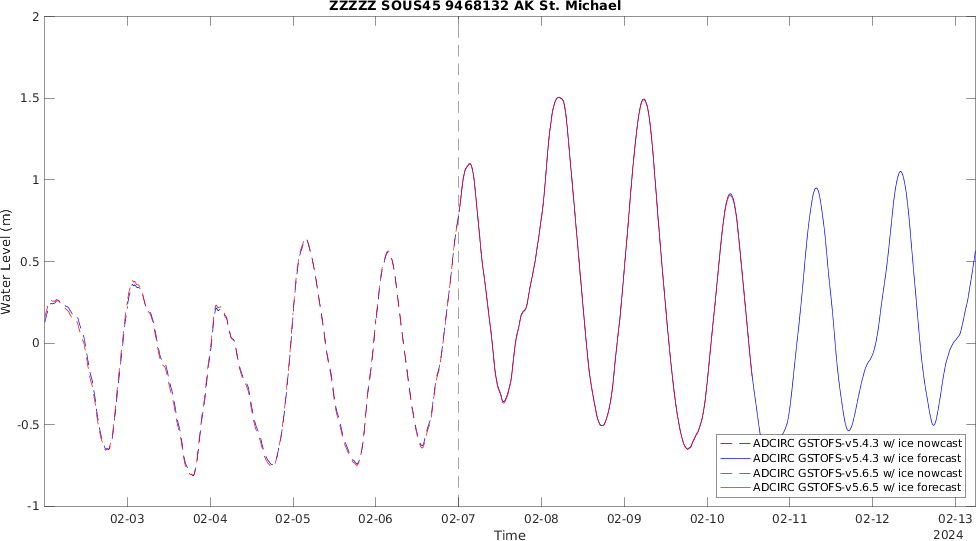 ZZZZZ SOUS45 9468132 AK St. Michael
Water Level (m)
2
1.5
1
0.5
0
-0.5
-1
ADCIRC GSTOFS-v5.4.3 w/ ice nowcast
ADCIRC GSTOFS-v5.4.3 w/ ice forecast
ADCIRC GSTOFS-v5.6.5 w/ ice nowcast
ADCIRC GSTOFS-v5.6.5 w/ ice forecast
02-03 02-04 02-05 02-06 02-07 02-08 02-09 02-10 02-11 02-12 02-13
Time
2024